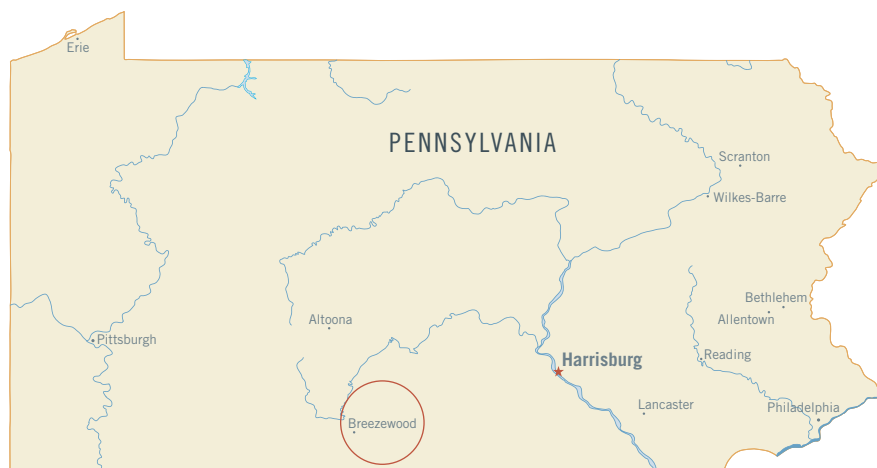 Erie
PENNSYLVANIA
Scranton
Wilkes-Barre
Bethlehem
Allentown
Altoona
Pittsburgh
Harrisburg
Reading
Lancaster
Philadelphia
Breezewood